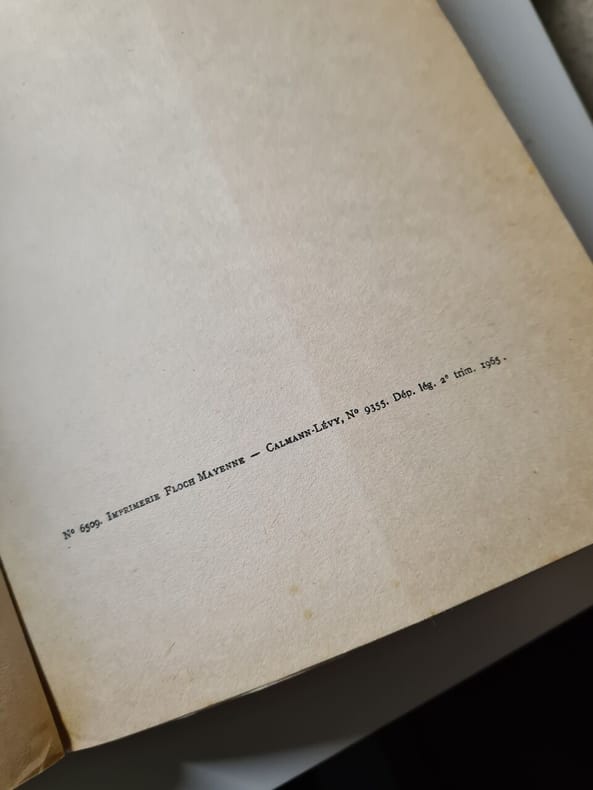 Nº 6509. Imprimerie Floch Mayenne — Calmann-Lévy, Nº 9355. Dép. lég. 2e trim. 1965.